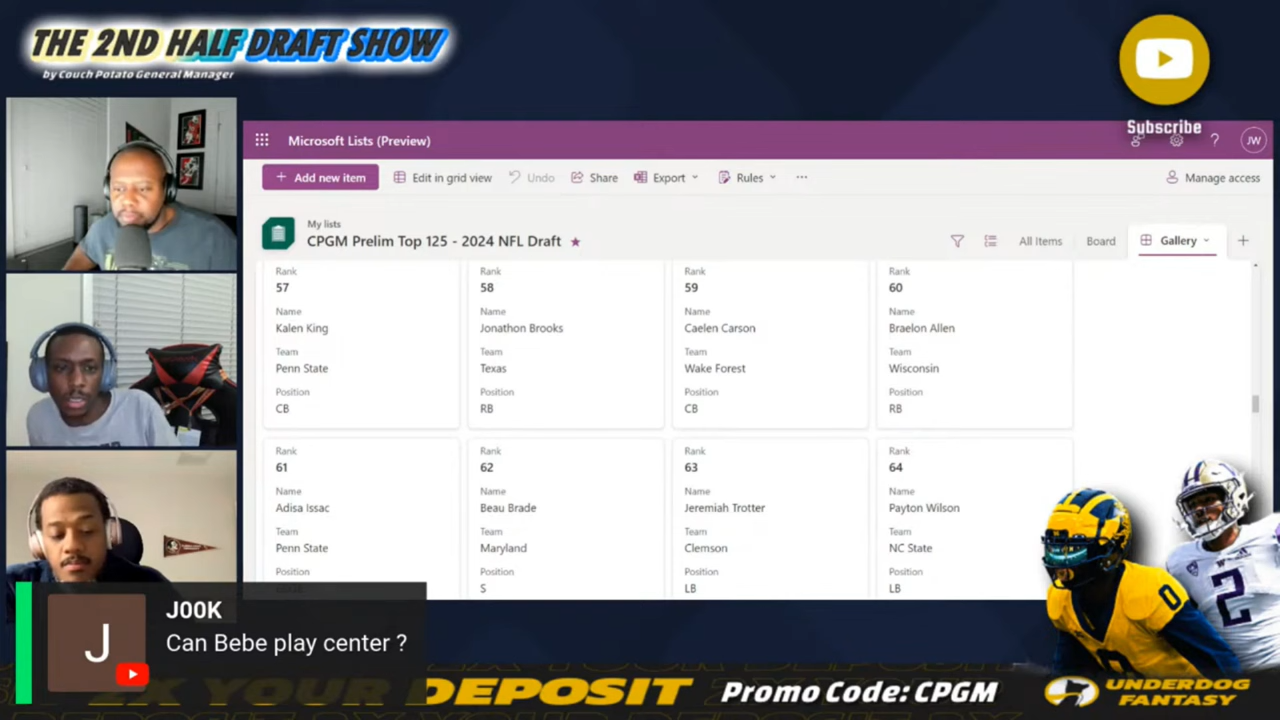 THE 2ND HALF DRAFT SHOW
by Couch Potato General Manager
Subscribe
Microsoft Lists (Preview)
? JW
+ Add new item Edit in grid view Undo Share Export Rules ... Manage access
My lists
CPGM Prelim Top 125 - 2024 NFL Draft
All Items Board Gallery +
Rank Rank Rank Rank
57 58 59 60
Name Name Name Name
Kalen King Jonathon Brooks Caelen Carson Braelon Allen
Team Team Team Team
Penn State Texas Wake Forest Wisconsin
Position Position Position Position
CB RB CB RB
Rank Rank Rank Rank
61 62 63 64
Name Name Name Name
Adisa Issac Beau Brade Jeremiah Trotter Payton Wilson
Team Team Team Team
Penn State Maryland Clemson NC State
Position Position Position Position
S LB LB
0
2
J
J00K
Can Bebe play center ?
2X YOUR DEPOSIT
Promo Code: CPGM
UNDERDOG
FANTASY